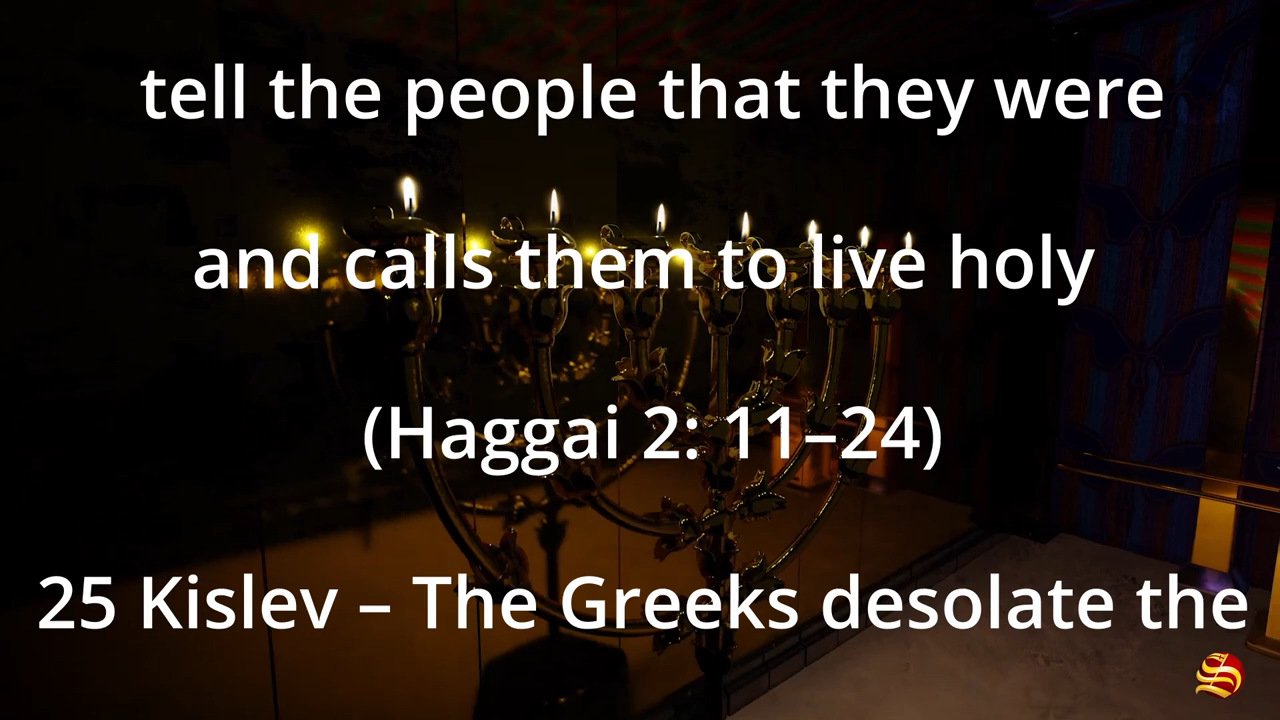 tell the people that they were
and calls them to live holy
(Haggai 2: 11–24)
25 Kislev – The Greeks desolate the
S